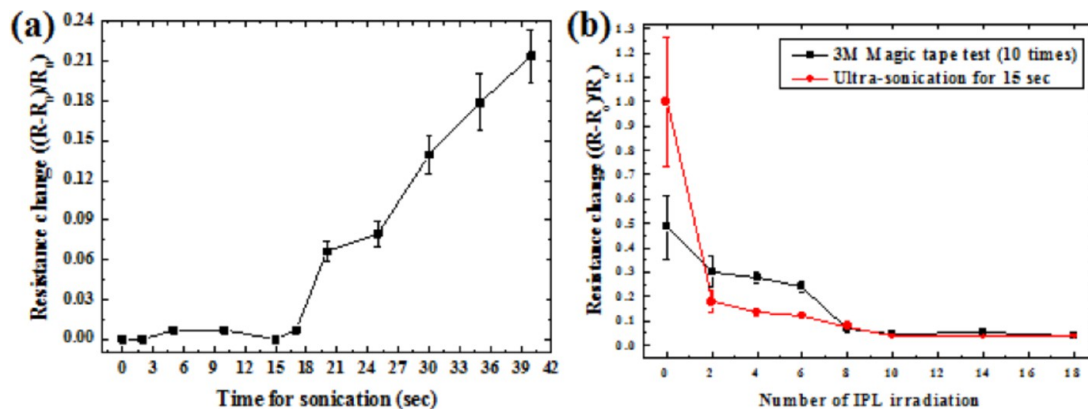 (a)
Resistance change ((R-R₀)/R₀)
0.24
0.21
0.18
0.15
0.12
0.09
0.06
0.03
0.00
0 3 6 9 12 15 18 21 24 27 30 33 36 39 42
Time for sonication (sec)
(b)
Resistance change ((R-R₀)/R₀)
1.3
1.2
1.1
1.0
0.9
0.8
0.7
0.6
0.5
0.4
0.3
0.2
0.1
0.0
3M Magic tape test (10 times)
Ultra-sonication for 15 sec
0 2 4 6 8 10 12 14 16 18
Number of IPL irradiation